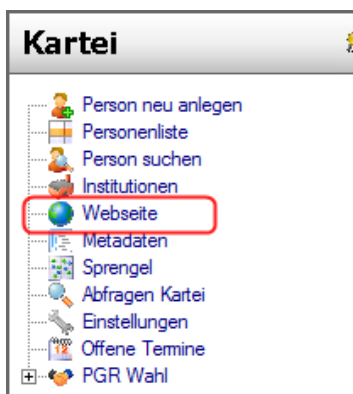 Kartei
Person neu anlegen
Personenliste
Person suchen
Institutionen
Webseite
Metadaten
Sprengel
Abfragen Kartei
Einstellungen
Offene Termine
PGR Wahl